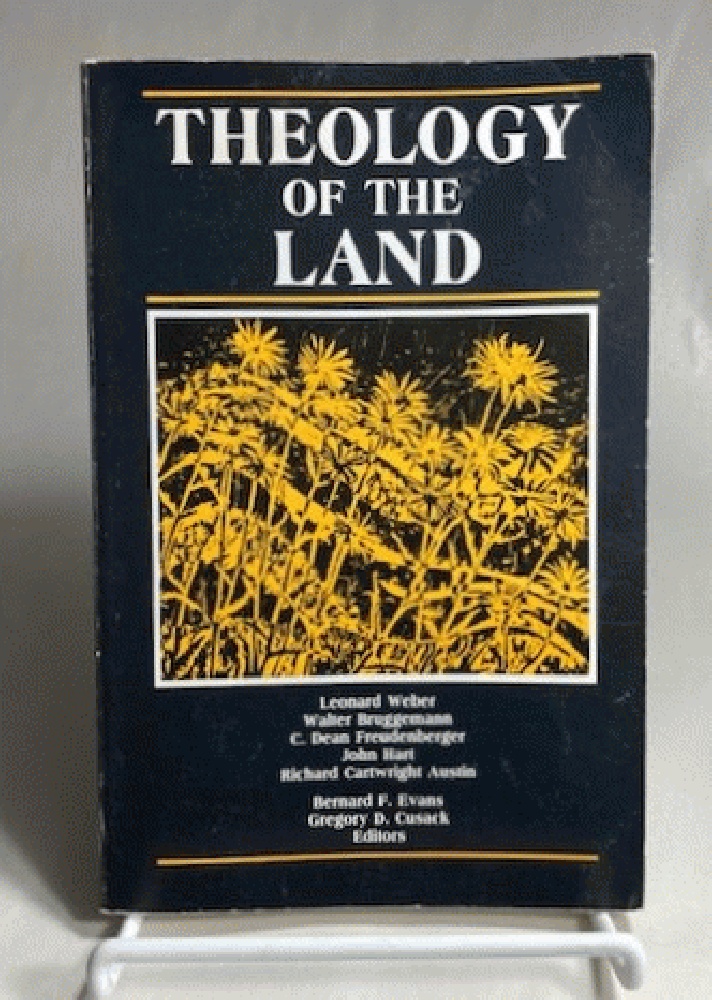 THEOLOGY
OF THE
LAND
Leonard Weber
Walter Bruggemann
C. Dean Freudenberger
John Hart
Richard Cartwright Austin
Bernard F. Evans
Gregory D. Cusack
Editors